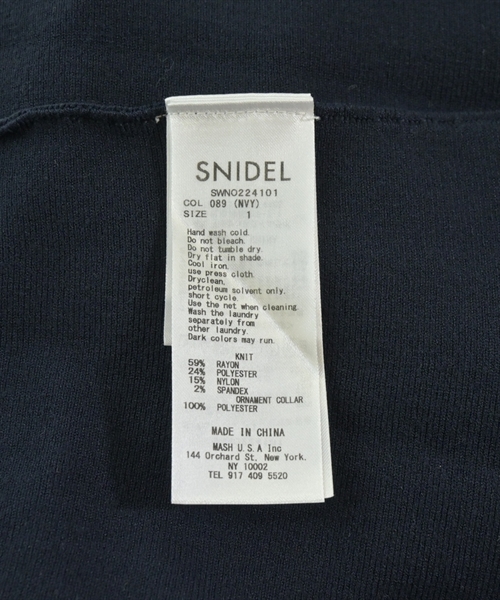 SNIDEL
SWNO224101
COL 089 (NVY)
SIZE 1
Hand wash cold.
Do not bleach.
Do not tumble dry.
Dry flat in shade.
Cool iron.
use press cloth.
Dryclean,
petroleum solvent only,
short cycle.
Use the net when cleaning.
Wash the laundry
separately from
other laundry.
Dark colors may run.
KNIT
59% RAYON
24% POLYESTER
15% NYLON
2% SPANDEX
ORNAMENT COLLAR
100% POLYESTER
MADE IN CHINA
MASH U.S.A Inc
144 Orchard St, New York.
NY 10002
TEL 917 409 5520